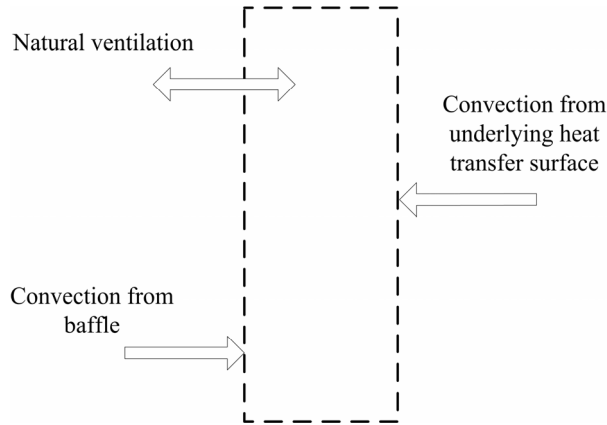 Natural ventilation
Convection from
underlying heat
transfer surface
Convection from
baffle